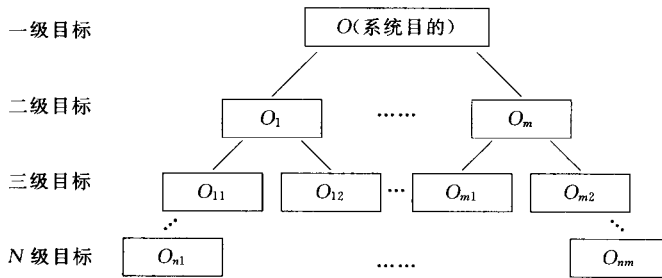 一级目标 O(系统目的)
二级目标 O₁ …… Oₘ
三级目标 O₁₁ O₁₂ … Oₘ₁ Oₘ₂
⋰ ⋱
N 级目标 Oₙ₁ …… Oₙₘ